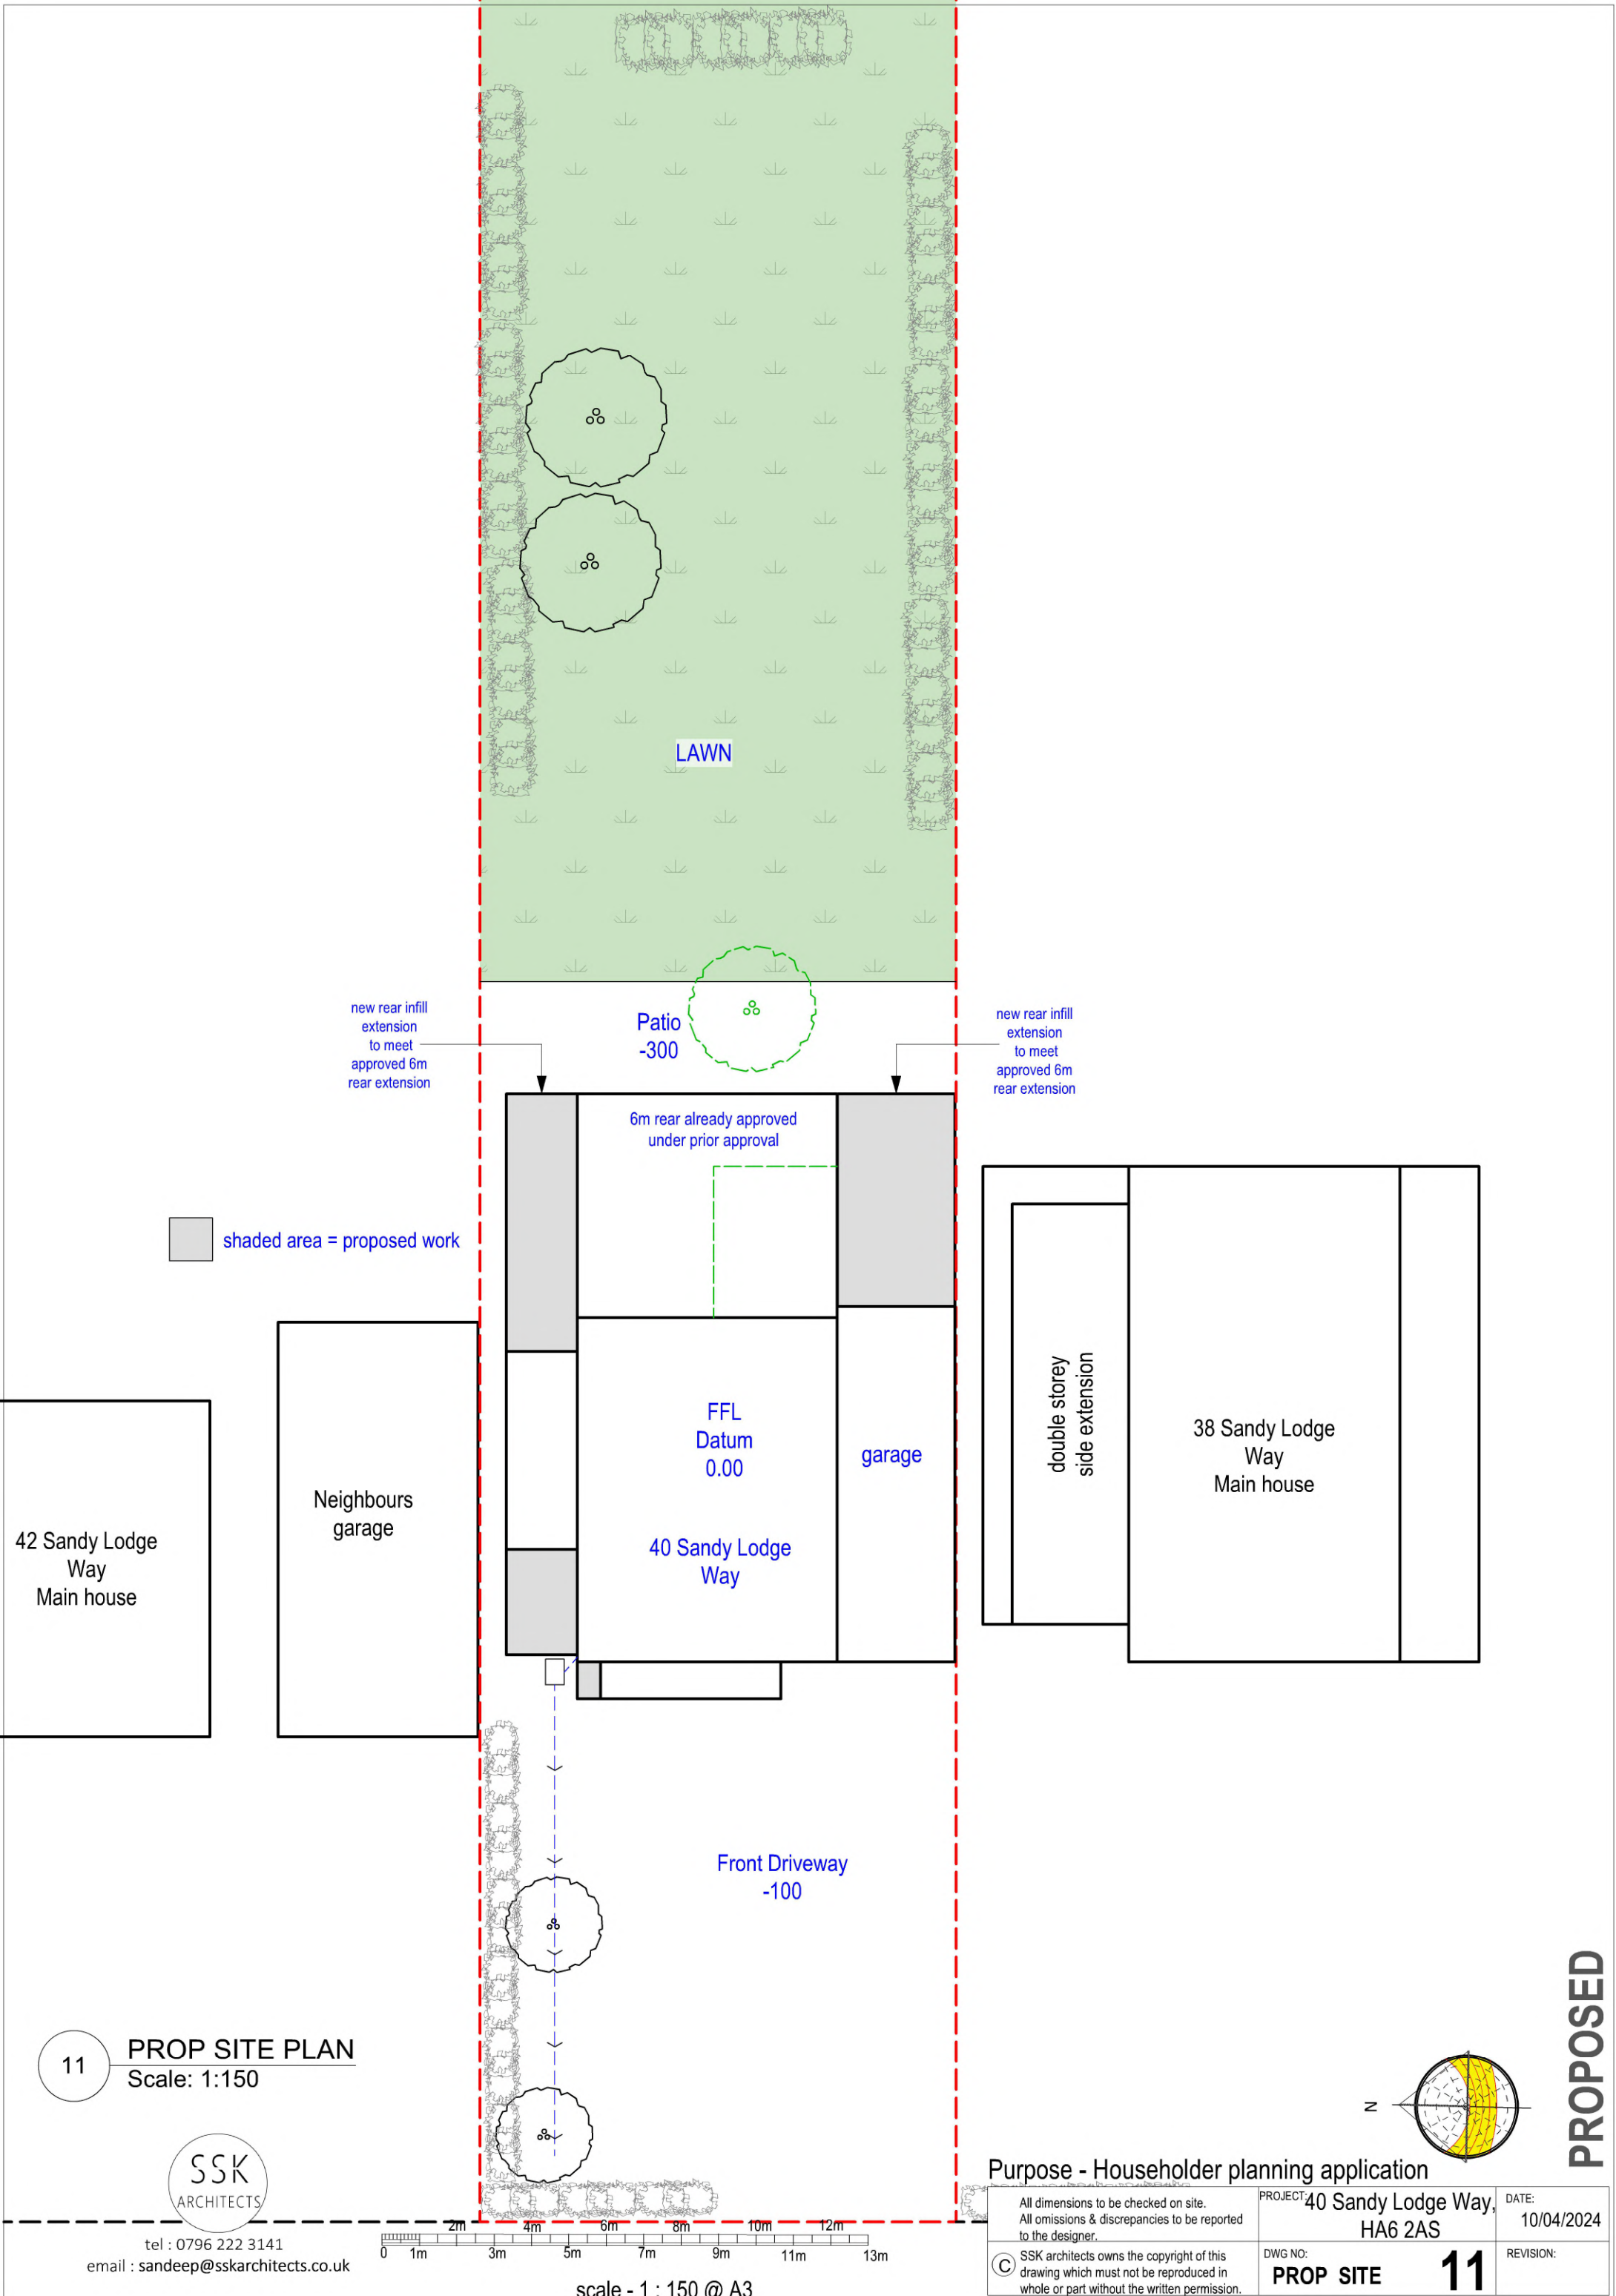 LAWN
new rear infill
extension
to meet
approved 6m
rear extension
Patio
-300
new rear infill
extension
to meet
approved 6m
rear extension
6m rear already approved
under prior approval
shaded area = proposed work
double storey
side extension
38 Sandy Lodge
Way
Main house
FFL
Datum
0.00
garage
Neighbours
garage
40 Sandy Lodge
Way
42 Sandy Lodge
Way
Main house
Front Driveway
-100
PROPOSED
11
PROP SITE PLAN
Scale: 1:150
N
SSK
ARCHITECTS
tel : 0796 222 3141
email : sandeep@sskarchitects.co.uk
2m 4m 6m 8m 10m 12m
0 1m 3m 5m 7m 9m 11m 13m
scale - 1 : 150 @ A3
Purpose - Householder planning application
All dimensions to be checked on site.
All omissions & discrepancies to be reported
to the designer.
PROJECT: 40 Sandy Lodge Way,
HA6 2AS
DATE:
10/04/2024
© SSK architects owns the copyright of this
drawing which must not be reproduced in
whole or part without the written permission.
DWG NO:
PROP SITE 11
REVISION: